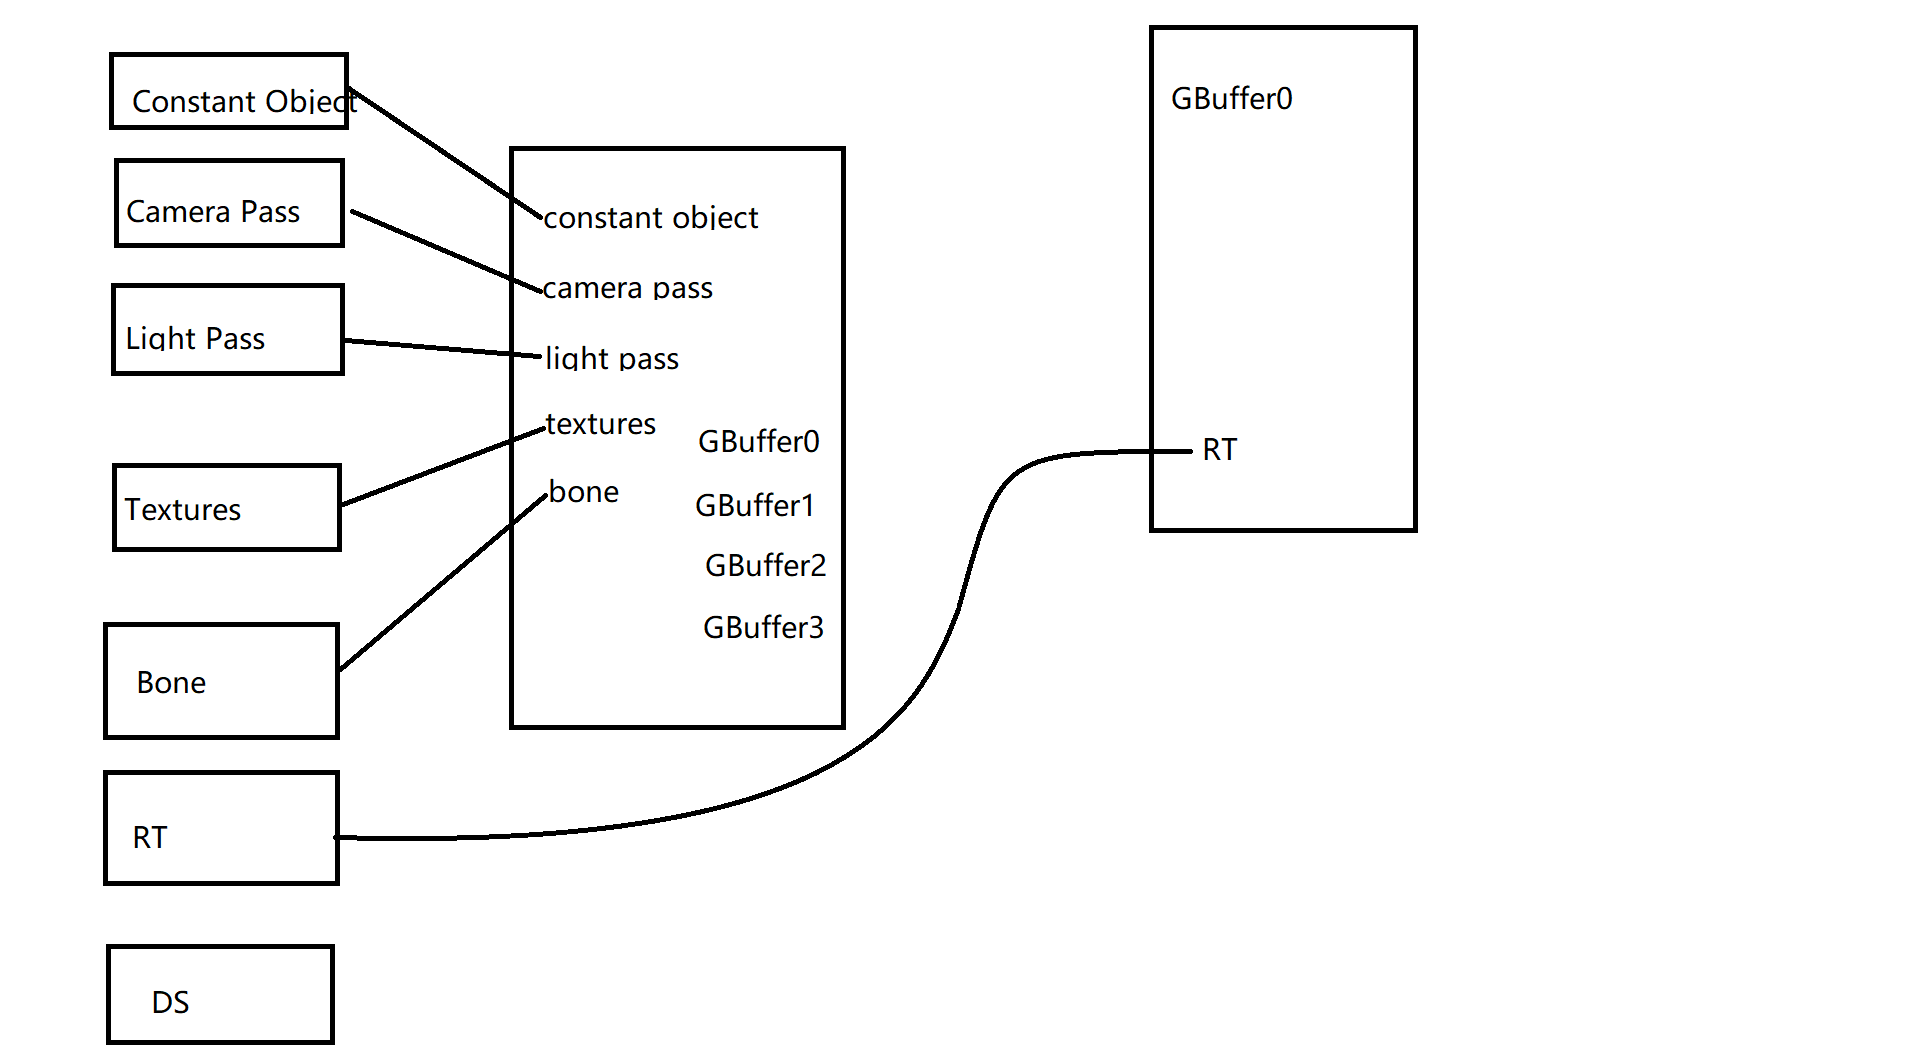 Constant Object
Camera Pass
Light Pass
Textures
Bone
RT
DS
constant object
camera pass
light pass
textures
bone
GBuffer0
GBuffer1
GBuffer2
GBuffer3
GBuffer0
RT